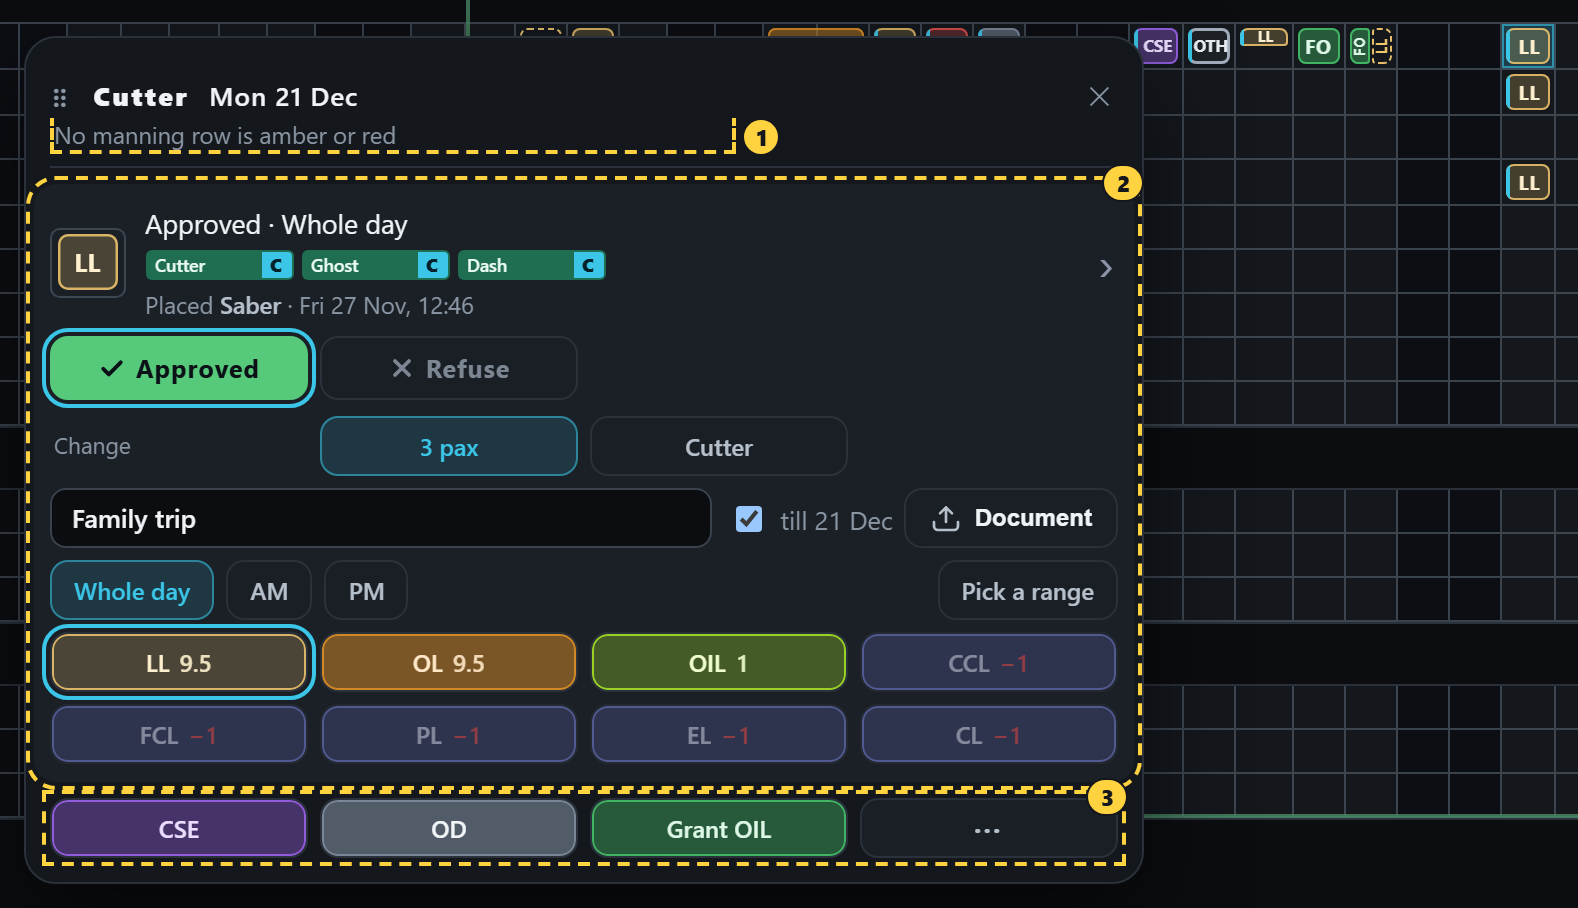 CSE OTH LL FO FO LL LL
Cutter Mon 21 Dec
LL
No manning row is amber or red 1
2
LL
Approved · Whole day
LL
Cutter C Ghost C Dash C
Placed Saber · Fri 27 Nov, 12:46
✓ Approved ✕ Refuse
Change 3 pax Cutter
Family trip till 21 Dec Document
Whole day AM PM Pick a range
LL 9.5 OL 9.5 OIL 1 CCL −1
FCL −1 PL −1 EL −1 CL −1
3
CSE OD Grant OIL ...